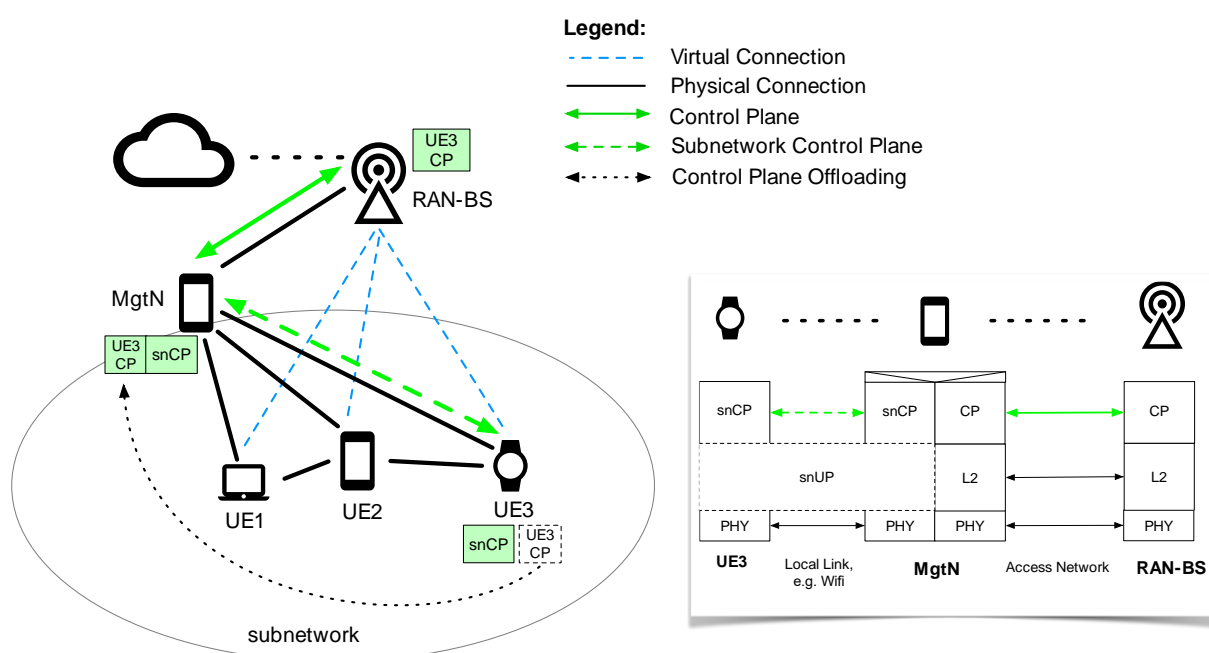 Legend:
Virtual Connection
Physical Connection
Control Plane
Subnetwork Control Plane
Control Plane Offloading
UE3
CP
RAN-BS
MgtN
UE3
CP
snCP
UE1
UE2
UE3
snCP
UE3
CP
subnetwork
snCP
snCP
CP
CP
snUP
L2
L2
PHY
PHY
PHY
PHY
UE3
Local Link,
e.g. Wifi
MgtN
Access Network
RAN-BS